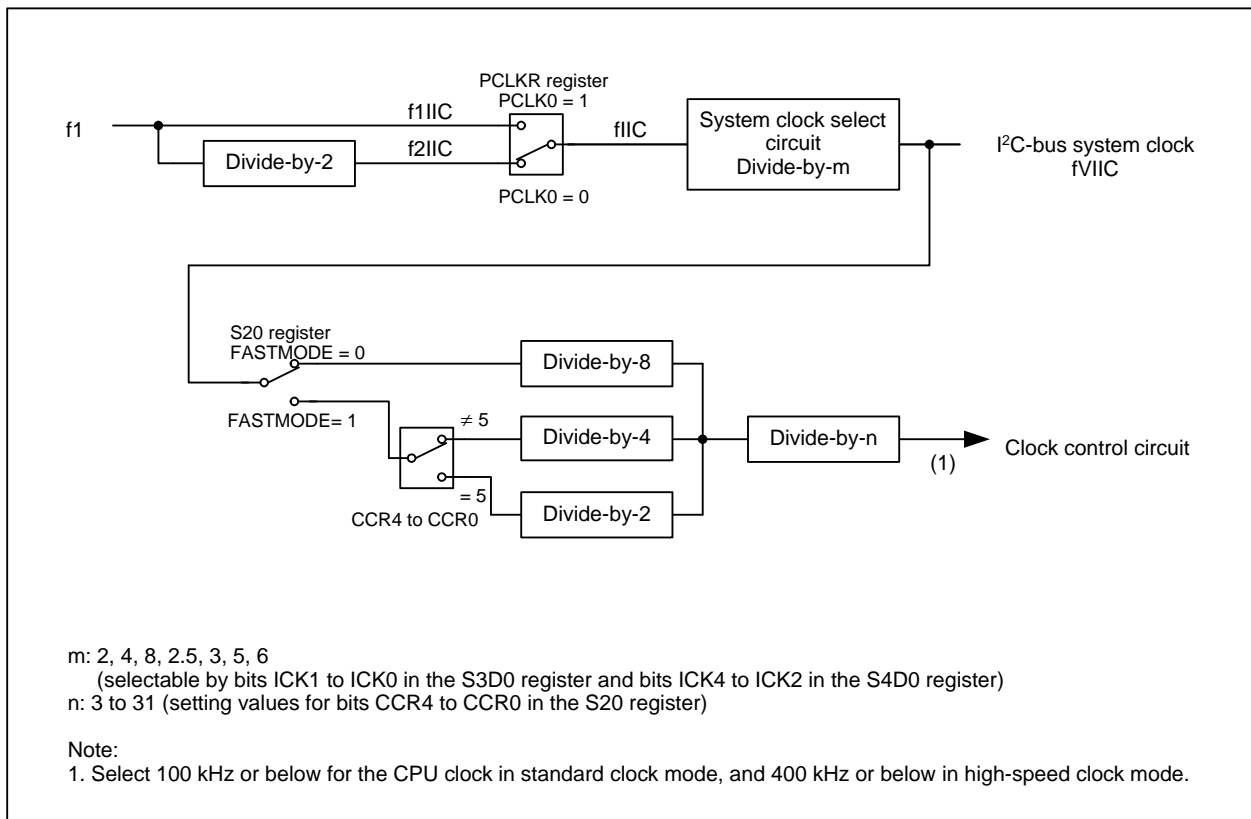 PCLKR register
PCLK0 = 1
f1
f1IIC
f2IIC
Divide-by-2
PCLK0 = 0
fIIC
System clock select
circuit
Divide-by-m
I²C-bus system clock
fVIIC
S20 register
FASTMODE = 0
FASTMODE= 1
Divide-by-8
≠ 5
Divide-by-4
= 5
CCR4 to CCR0
Divide-by-2
Divide-by-n
(1)
Clock control circuit
m: 2, 4, 8, 2.5, 3, 5, 6
(selectable by bits ICK1 to ICK0 in the S3D0 register and bits ICK4 to ICK2 in the S4D0 register)
n: 3 to 31 (setting values for bits CCR4 to CCR0 in the S20 register)
Note:
1. Select 100 kHz or below for the CPU clock in standard clock mode, and 400 kHz or below in high-speed clock mode.